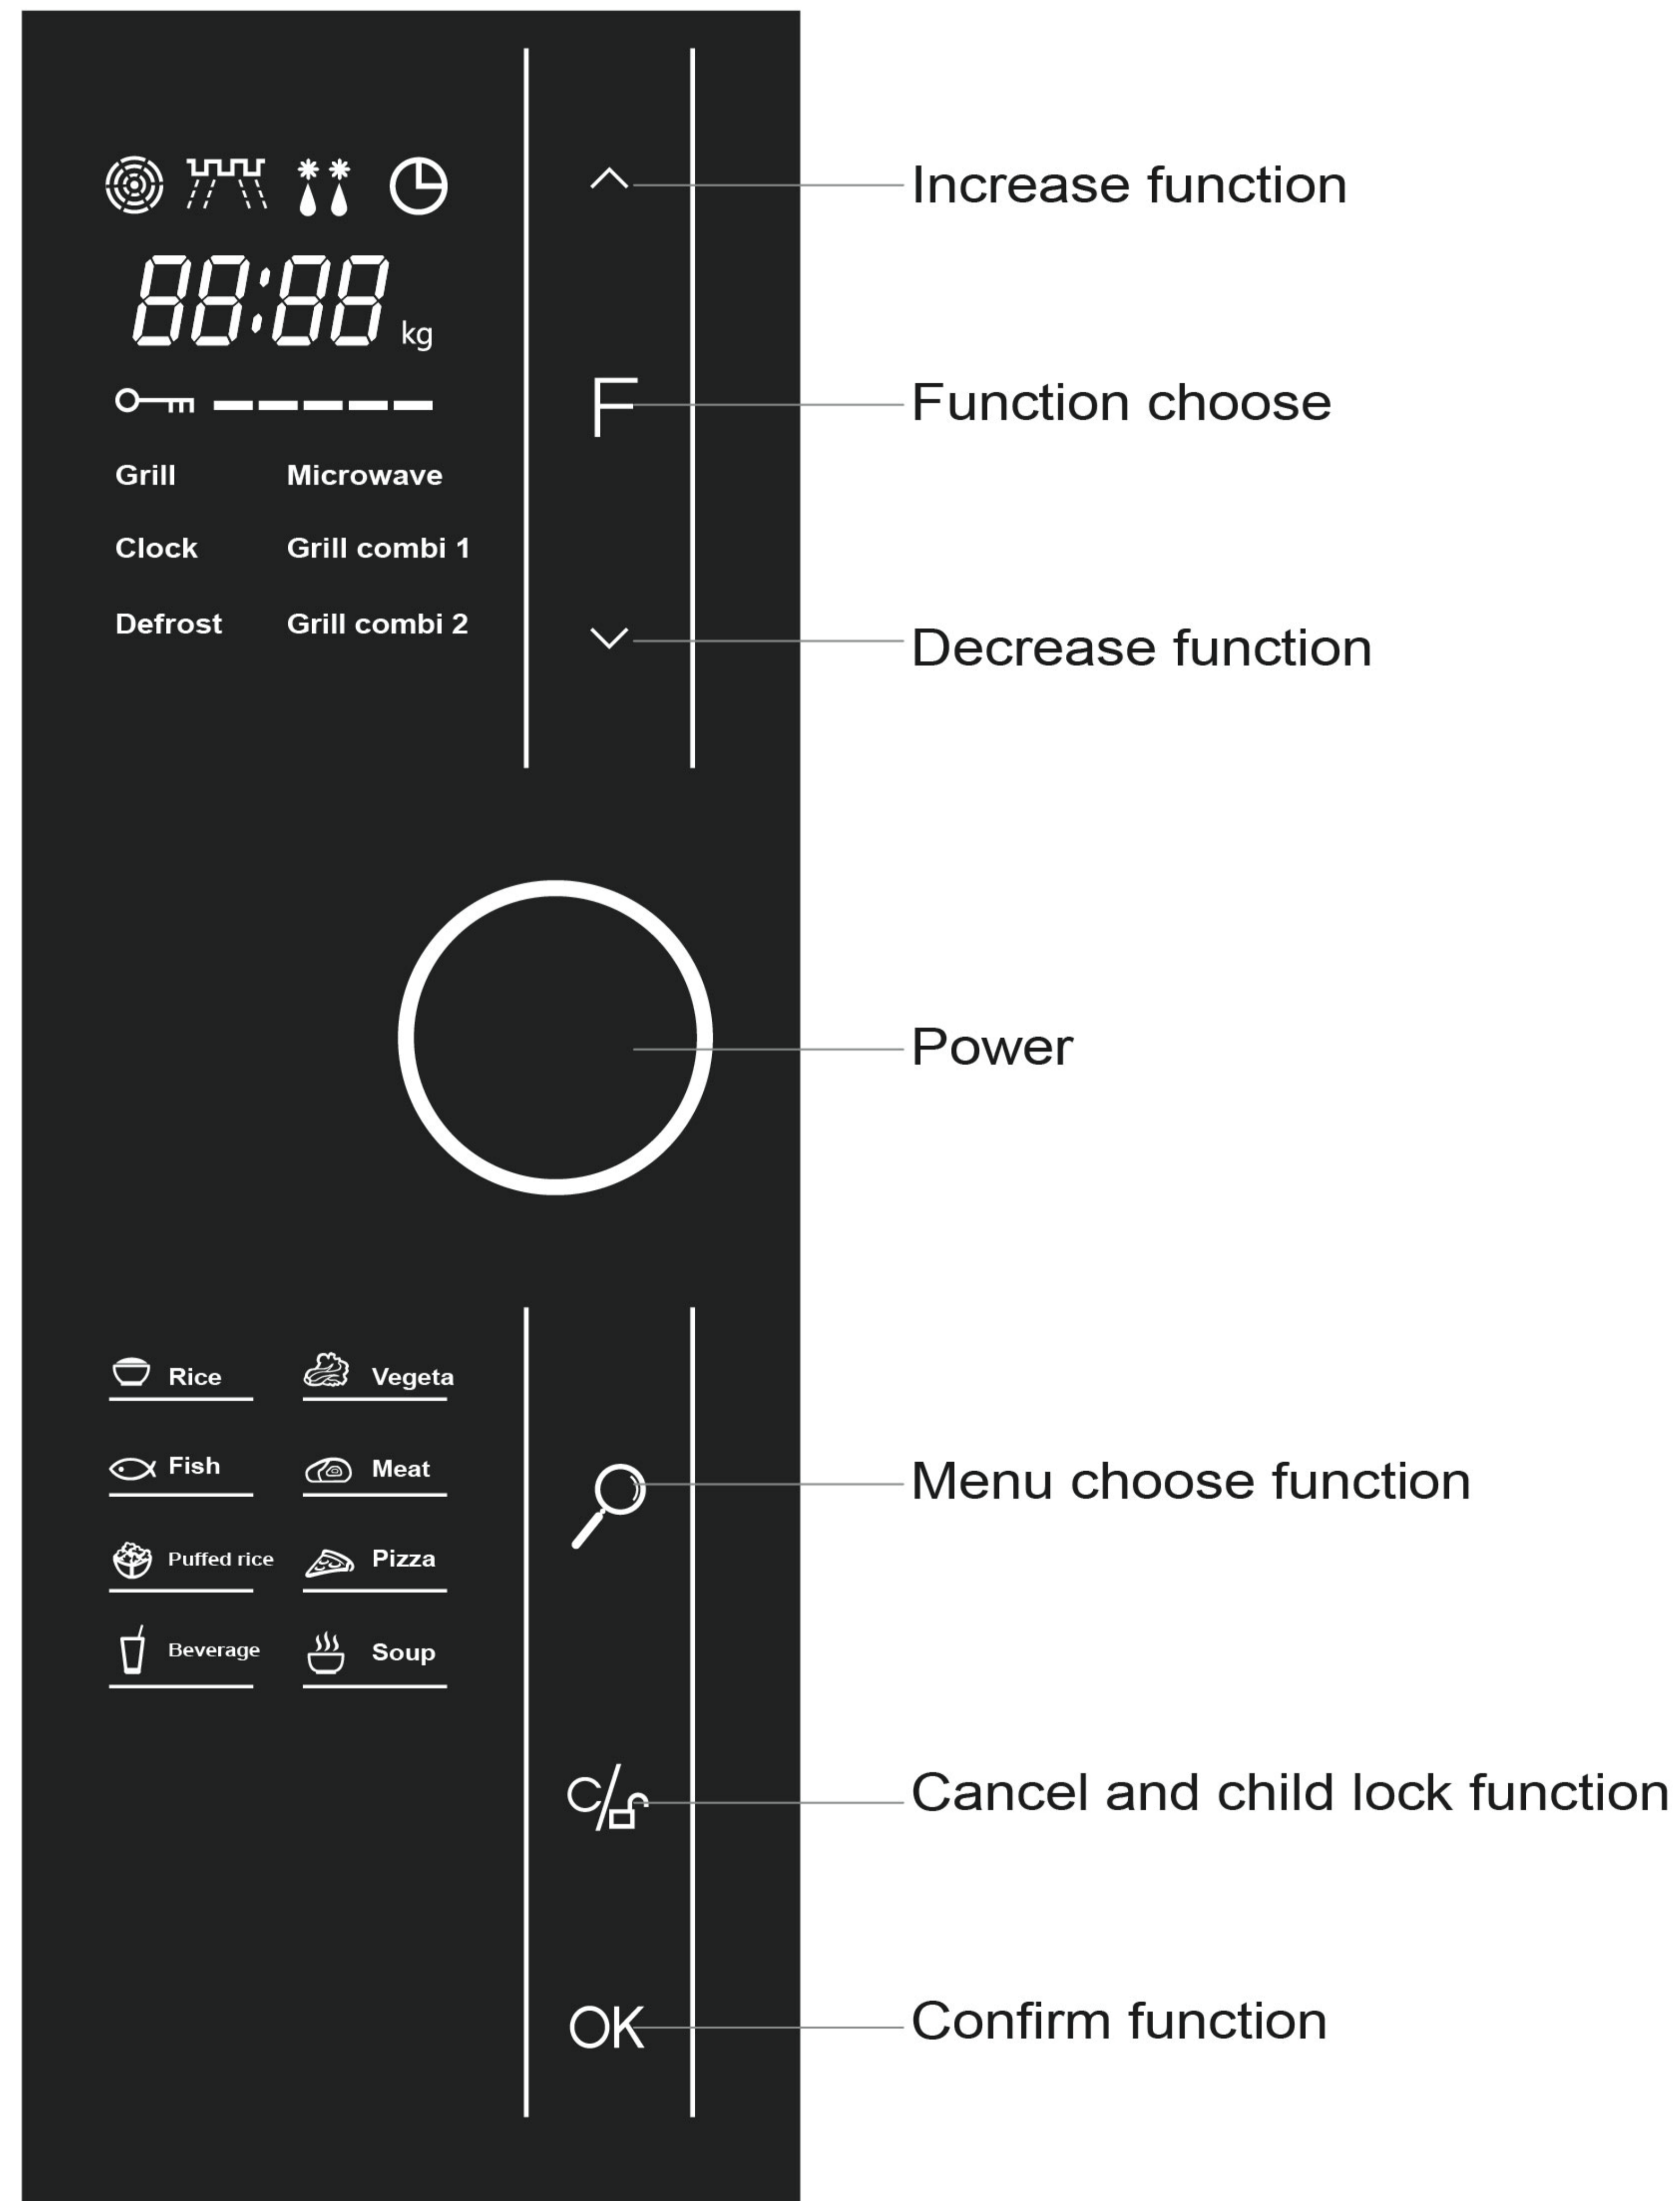 Increase function
88:88 kg
F
Function choose
Grill Microwave
Clock Grill combi 1
Defrost Grill combi 2
Decrease function
Power
Rice Vegeta
Fish Meat
Menu choose function
Puffed rice Pizza
Beverage Soup
C/
Cancel and child lock function
OK
Confirm function